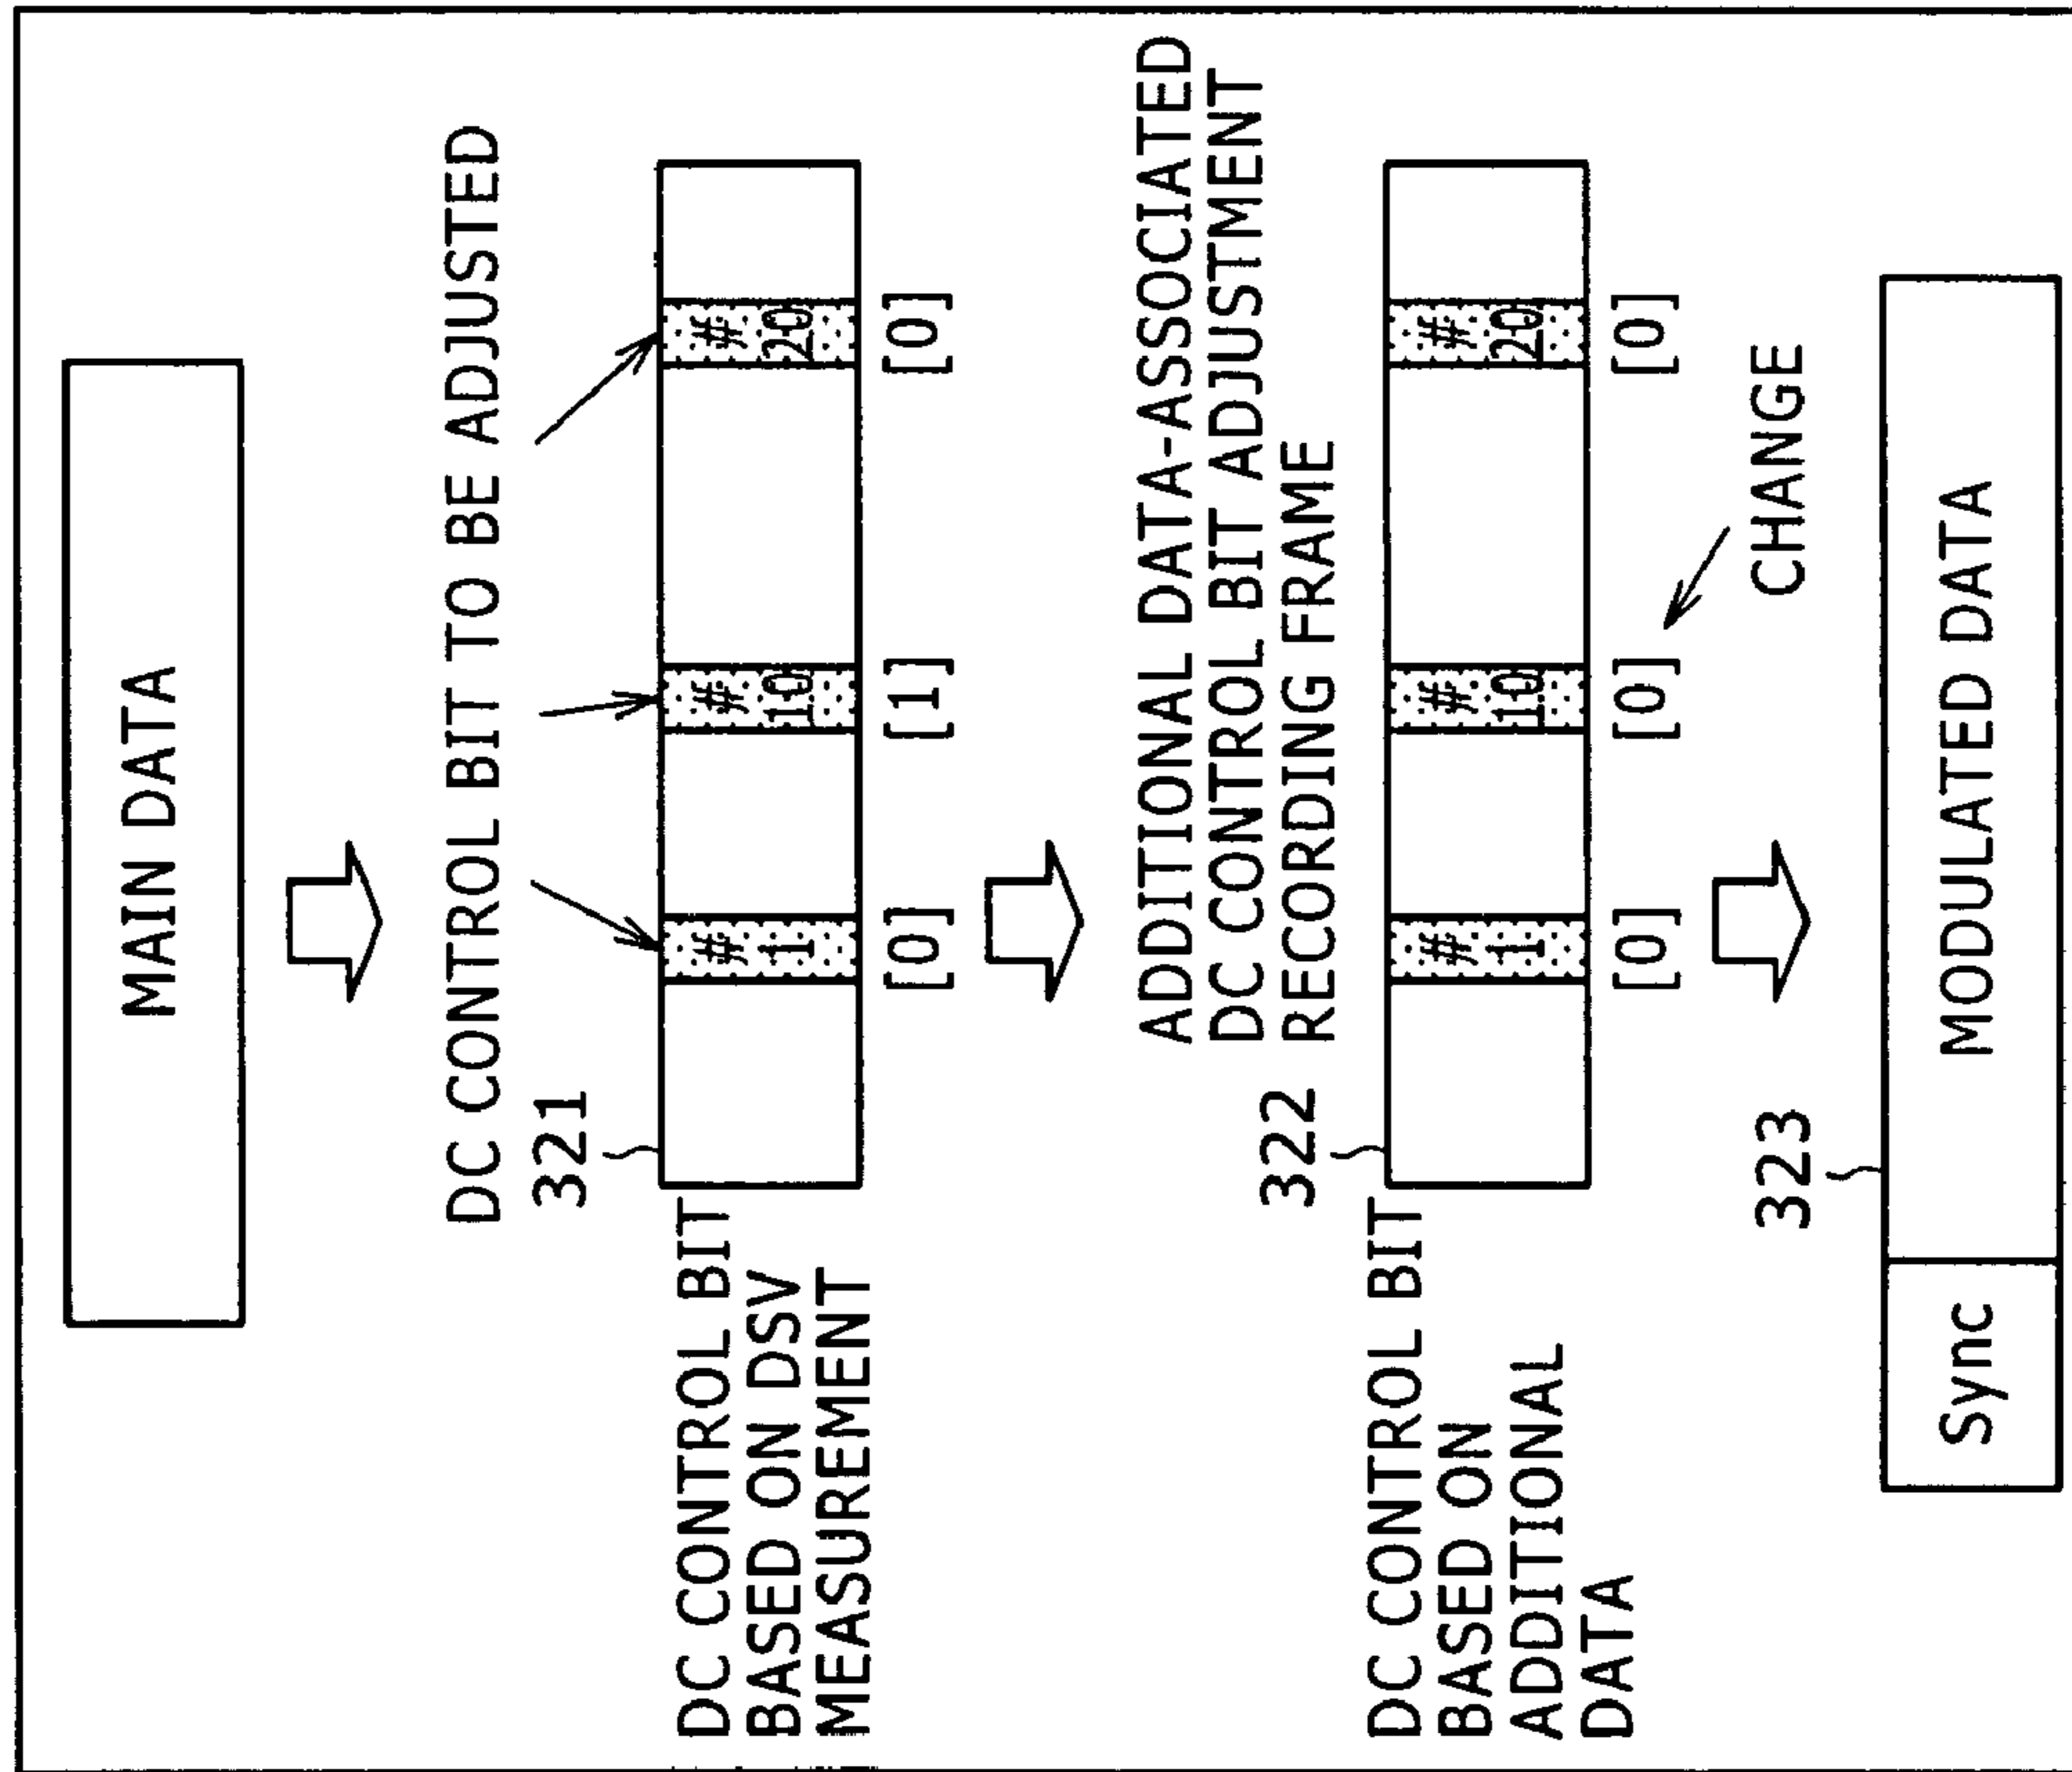 MAIN DATA
DC CONTROL BIT TO BE ADJUSTED
321
DC CONTROL BIT
BASED ON DSV
MEASUREMENT
# 1
# 10
# 20
[0]
[1]
[0]
ADDITIONAL DATA-ASSOCIATED
DC CONTROL BIT ADJUSTMENT
RECORDING FRAME
322
DC CONTROL BIT
BASED ON
ADDITIONAL
DATA
# 1
# 10
# 20
[0]
[0]
[0]
CHANGE
323
Sync
MODULATED DATA